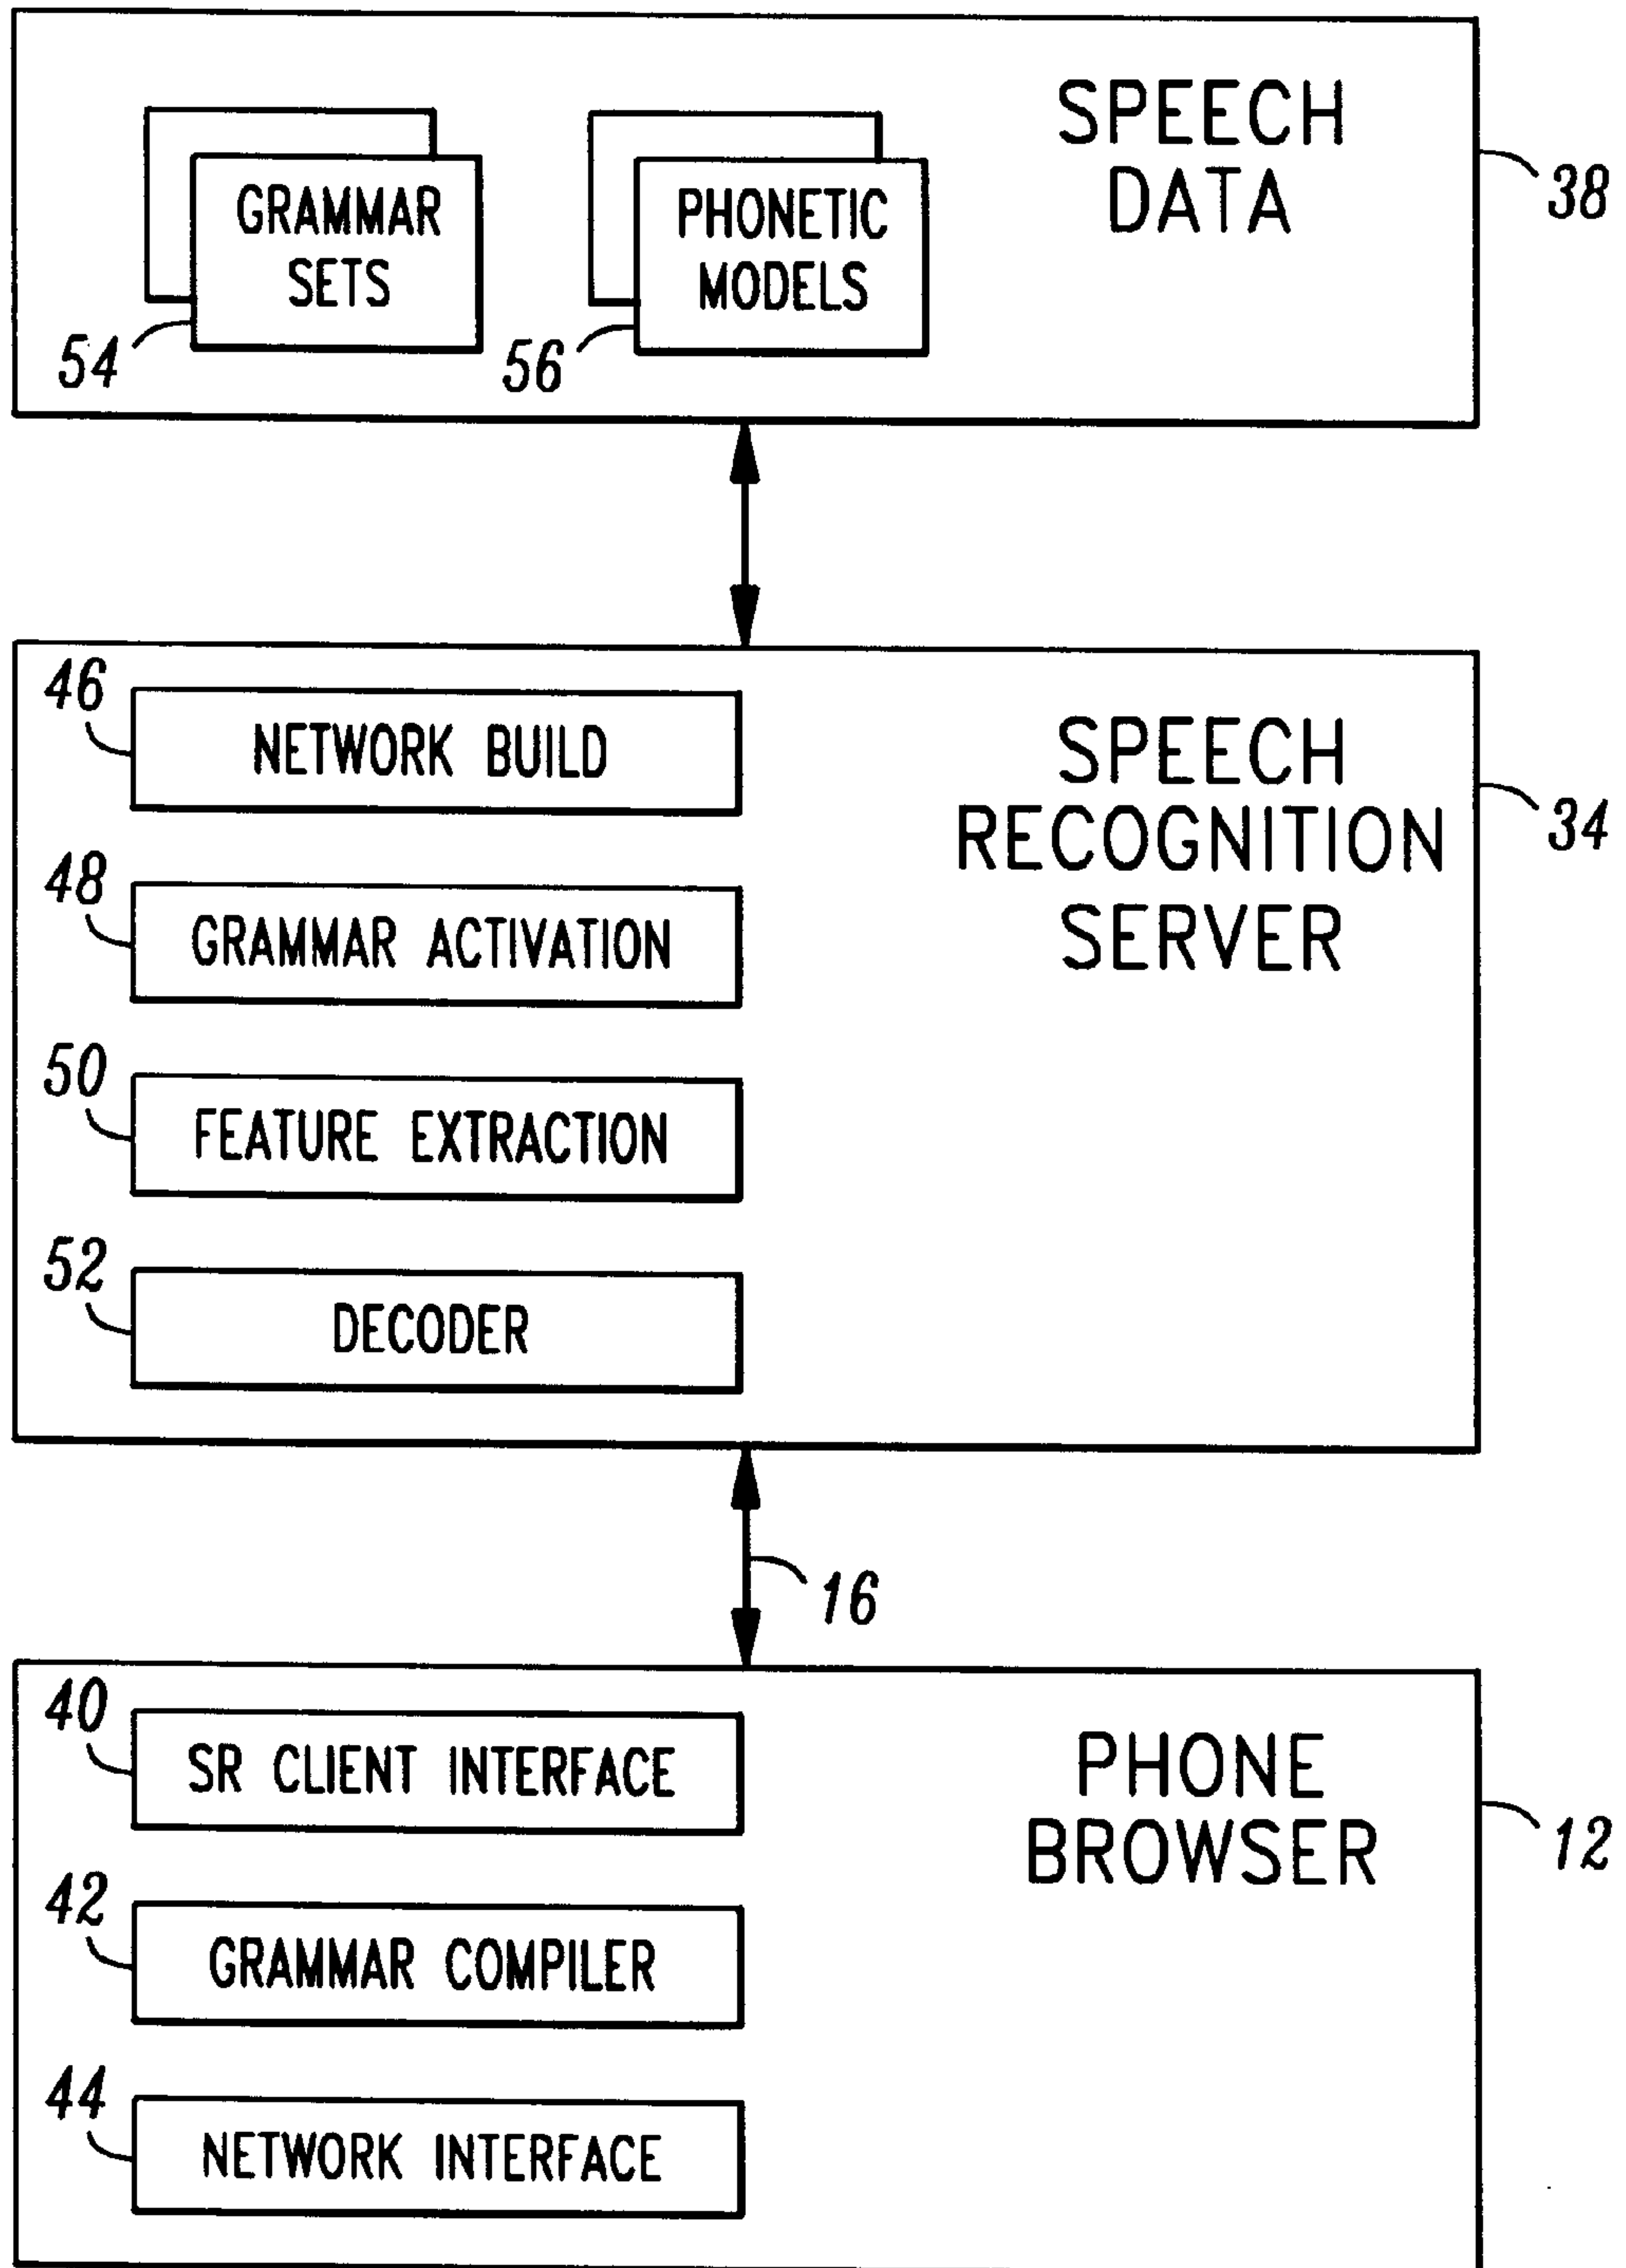 SPEECH
DATA
38
GRAMMAR
SETS
54
PHONETIC
MODELS
56
46
NETWORK BUILD
SPEECH
RECOGNITION
SERVER
34
48
GRAMMAR ACTIVATION
50
FEATURE EXTRACTION
52
DECODER
16
40
SR CLIENT INTERFACE
PHONE
BROWSER
12
42
GRAMMAR COMPILER
44
NETWORK INTERFACE